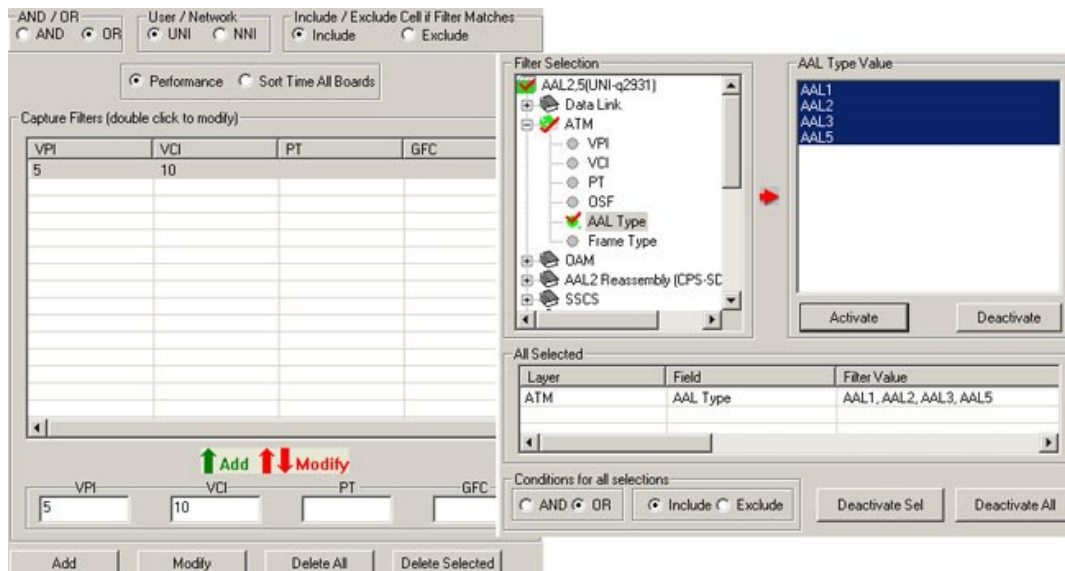 AND / OR
AND OR
User / Network
UNI NNI
Include / Exclude Cell if Filter Matches
Include Exclude
Performance Sort Time All Boards
Capture Filters (double click to modify)
VPI VCI PT GFC
5 10
Add Modify
VPI VCI PT GFC
5 10
Add Modify Delete All Delete Selected
Filter Selection
AAL2,5(UNI-q2931)
Data Link
ATM
VPI
VCI
PT
OSF
AAL Type
Frame Type
OAM
AAL2 Reassembly (CPS-SD
SSCS
AAL Type Value
AAL1
AAL2
AAL3
AAL5
Activate Deactivate
All Selected
Layer Field Filter Value
ATM AAL Type AAL1, AAL2, AAL3, AAL5
Conditions for all selections
AND OR Include Exclude
Deactivate Sel Deactivate All